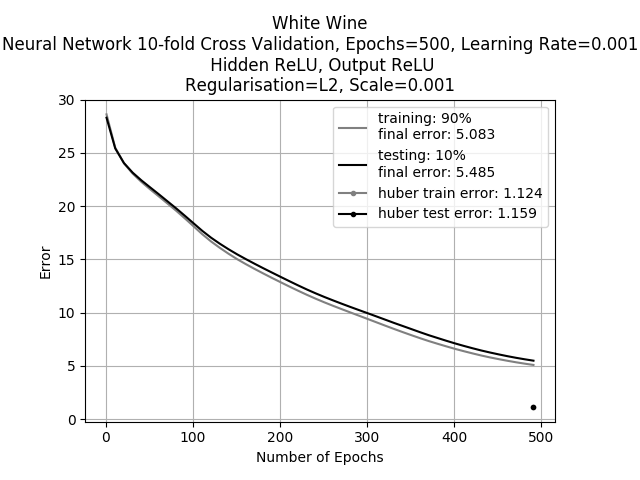 White Wine
Neural Network 10-fold Cross Validation, Epochs=500, Learning Rate=0.001
Hidden ReLU, Output ReLU
Regularisation=L2, Scale=0.001
30
25
20
15
10
5
0
Error
training: 90%
final error: 5.083
testing: 10%
final error: 5.485
huber train error: 1.124
huber test error: 1.159
0
100
200
300
400
500
Number of Epochs